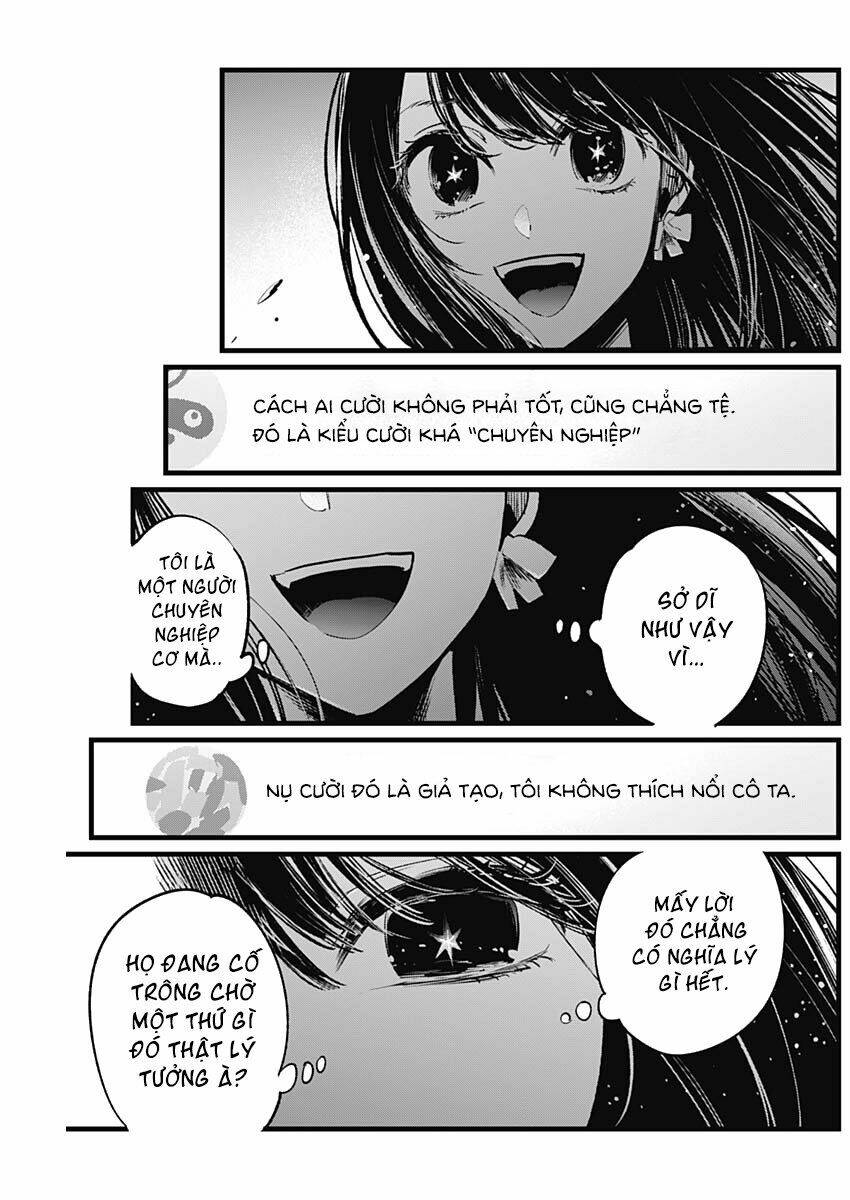 CÁCH AI CƯỜI KHÔNG PHẢI TỐT, CŨNG CHẲNG TỆ.
ĐÓ LÀ KIỂU CƯỜI KHÁ “CHUYÊN NGHIỆP”
SỞ DĨ
NHƯ VẬY
VÌ...
TÔI LÀ
MỘT NGƯỜI
CHUYÊN
NGHIỆP
CƠ MÀ..
NỤ CƯỜI ĐÓ LÀ GIẢ TẠO, TÔI KHÔNG THÍCH NỔI CÔ TA.
MẤY LỜI
ĐÓ CHẲNG
CÓ NGHĨA LÝ
GÌ HẾT.
HỌ ĐANG CỐ
TRÔNG CHỜ
MỘT THỨ GÌ
ĐÓ THẬT LÝ
TƯỞNG À?